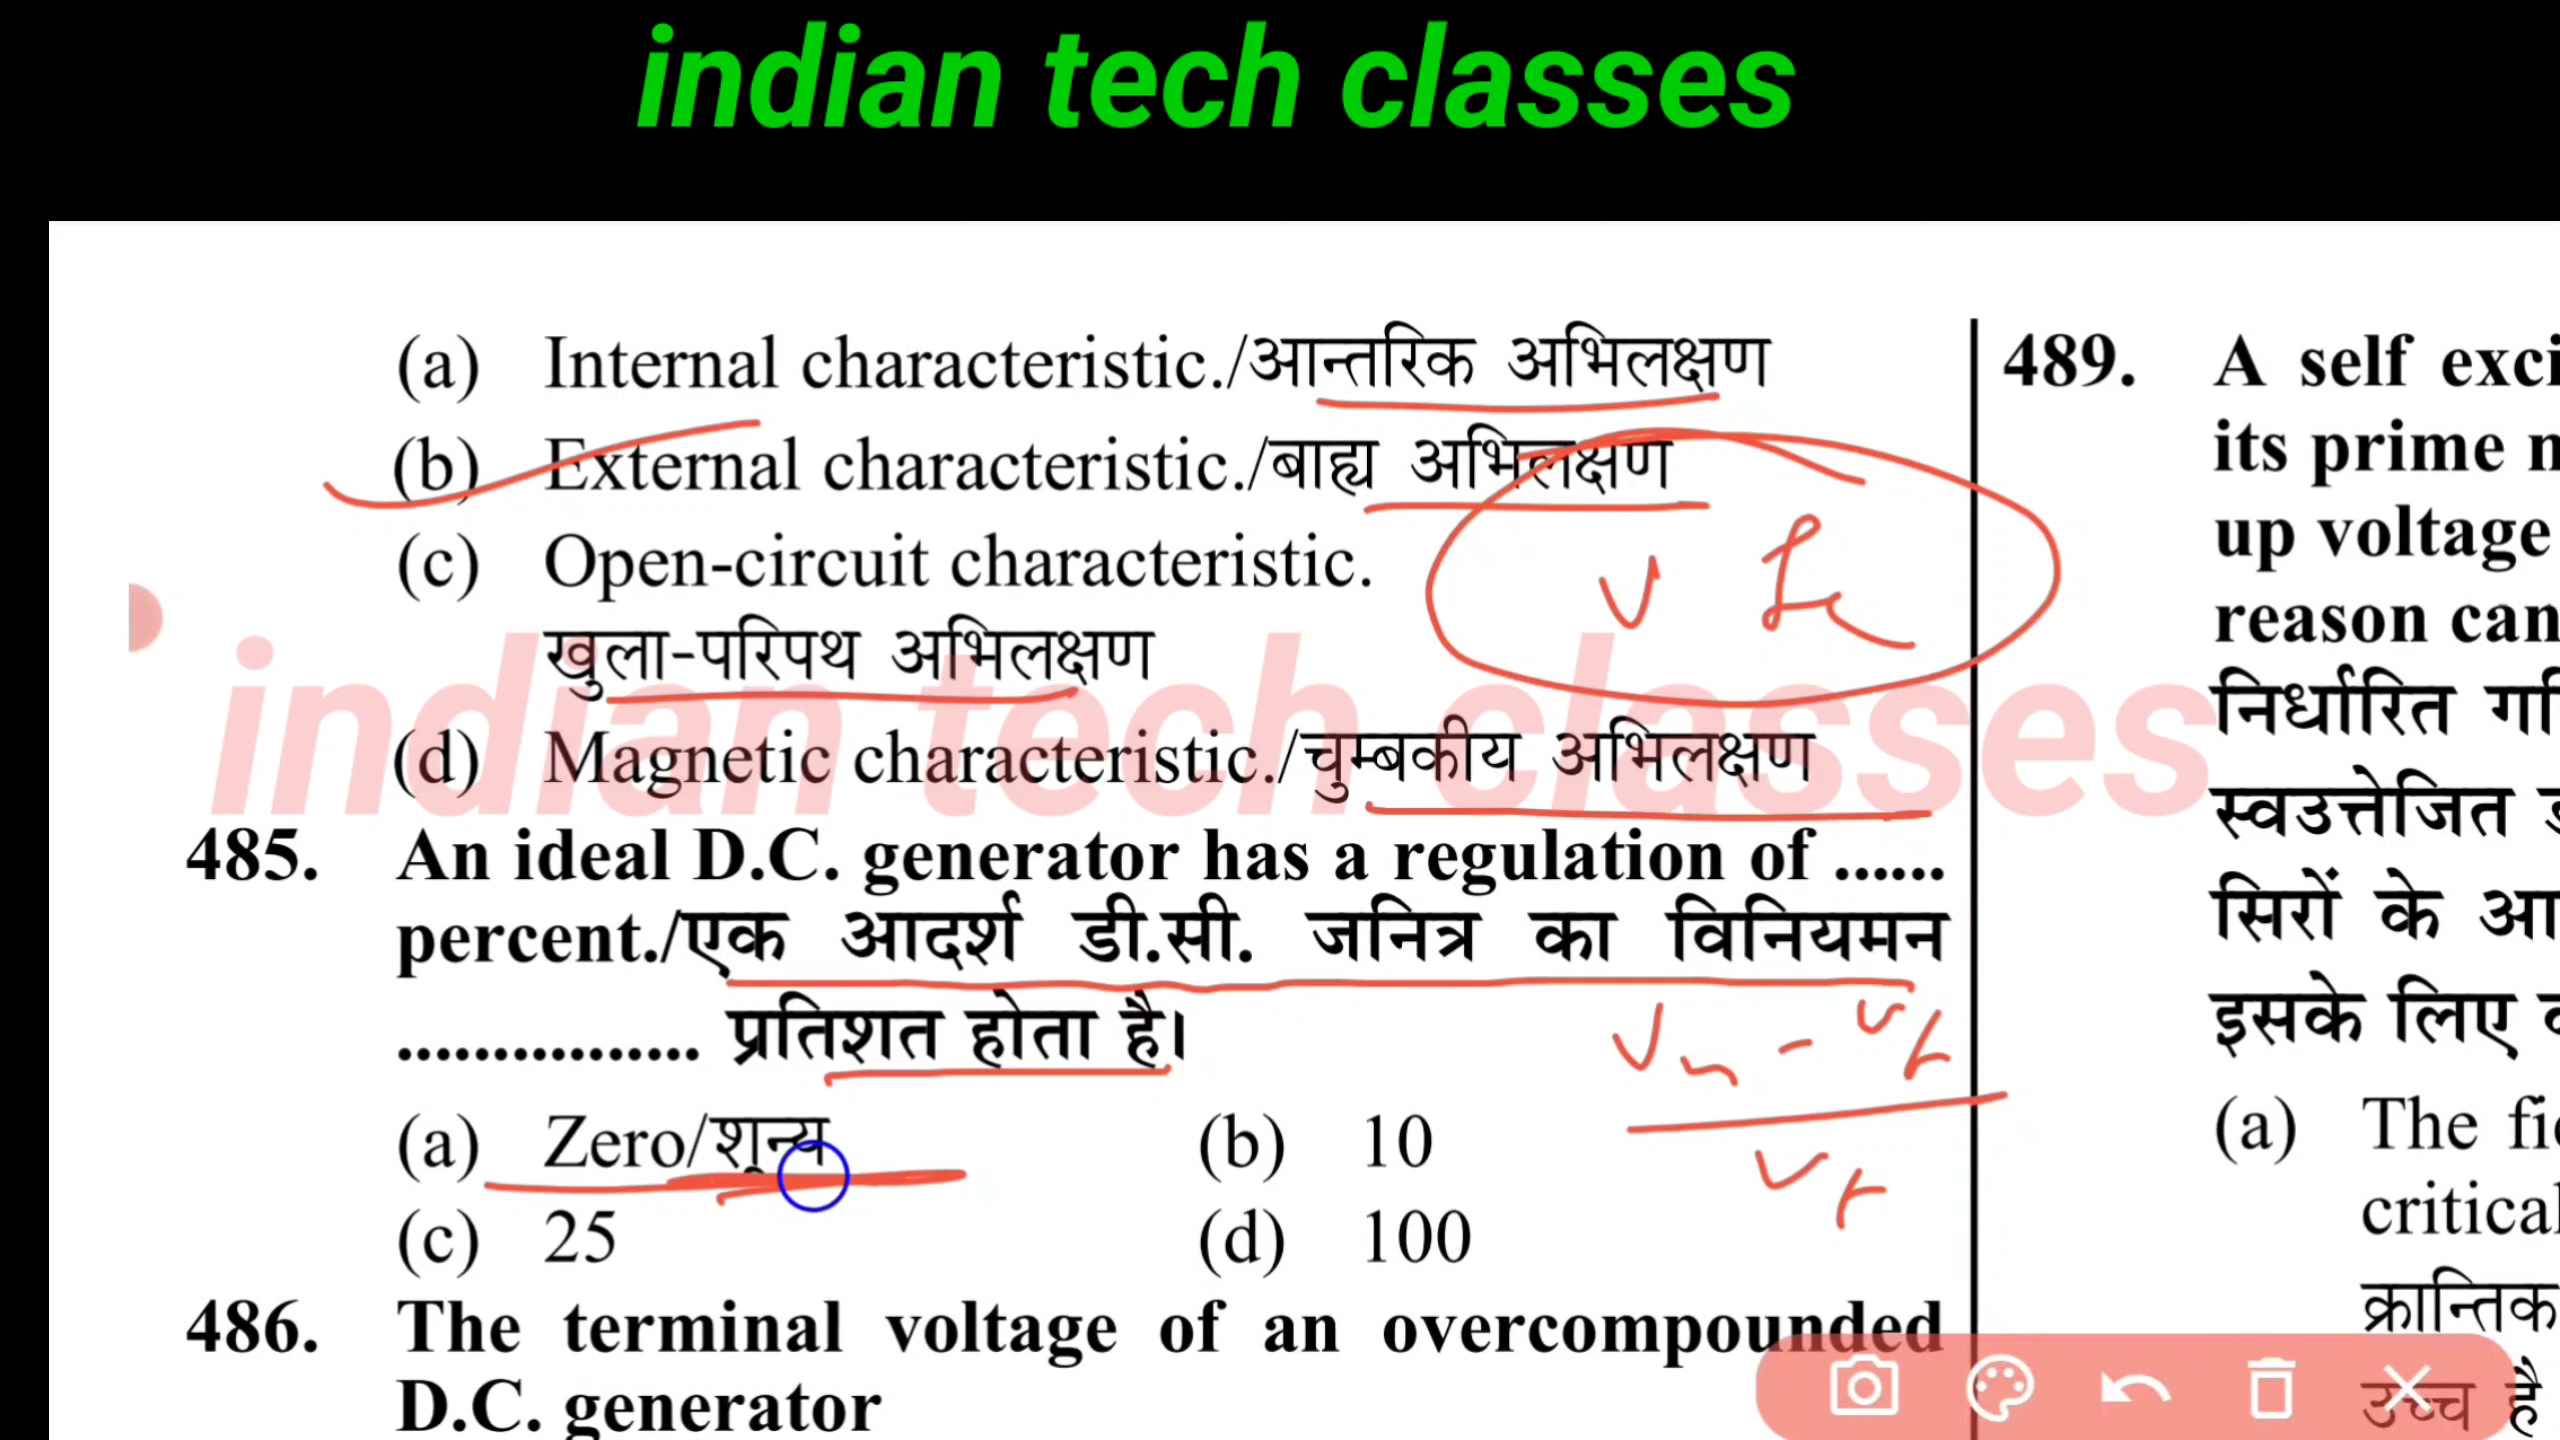 indian tech classes
(a) Internal characteristic./आन्तरिक अभिलक्षण
(b) External characteristic./बाह्य अभिलक्षण
(c) Open-circuit characteristic.
खुला-परिपथ अभिलक्षण
(d) Magnetic characteristic./चुम्बकीय अभिलक्षण
indian tech classes
485. An ideal D.C. generator has a regulation of ......
percent./एक आदर्श डी.सी. जनित्र का विनियमन
................ प्रतिशत होता है।
(a) Zero/शून्य (b) 10
(c) 25 (d) 100
486. The terminal voltage of an overcompounded
D.C. generator
489. A self
its prime
up voltage
reason can
निर्धारित
स्वउत्तेजित
सिरों के
इसके लिए
(a) The
critical
क्रान्तिक
उच्च है